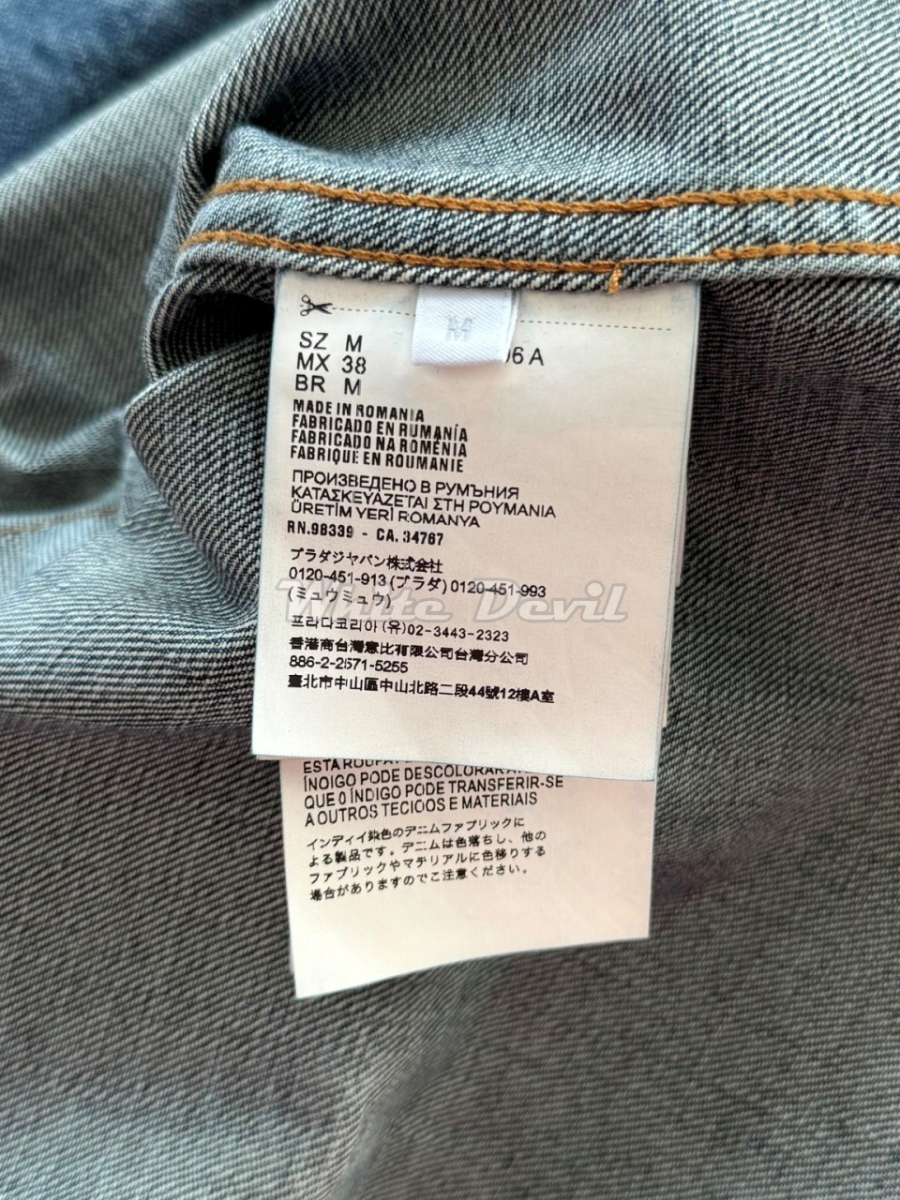 M
SZ M
MX 38
BR M
06 A
MADE IN ROMANIA
FABRICADO EN RUMANÍA
FABRICADO NA ROMÉNIA
FABRIQUE EN ROUMANIE
ПРОИЗВЕДЕНО В РУМЪНИЯ
ΚΑΤΑΣΚΕΥΑΖΕΤΑΙ ΣΤΗ ΡΟΥΜΑΝΙΑ
ÜRETİM YERİ ROMANYA
RN.98339 - CA. 34767
プラダジャパン株式会社
0120-451-913 (プラダ) 0120-451-993
(ミュウミュウ)
White Devil
프라다코리아 (유)02-3443-2323
香港商台灣意比有限公司台灣分公司
886-2-2571-5255
臺北市中山區中山北路二段44號12樓A室
ESTA ROUPA
ÍNDIGO PODE DESCOLORAR
QUE O ÍNDIGO PODE TRANSFERIR-SE
A OUTROS TECIDOS E MATERIAIS
インディイ染色のデニムファブリックに
よる製品です。デニムは色落ちし、他の
ファブリックやマテリアルに色移りする
場合がありますのでご注意ください。